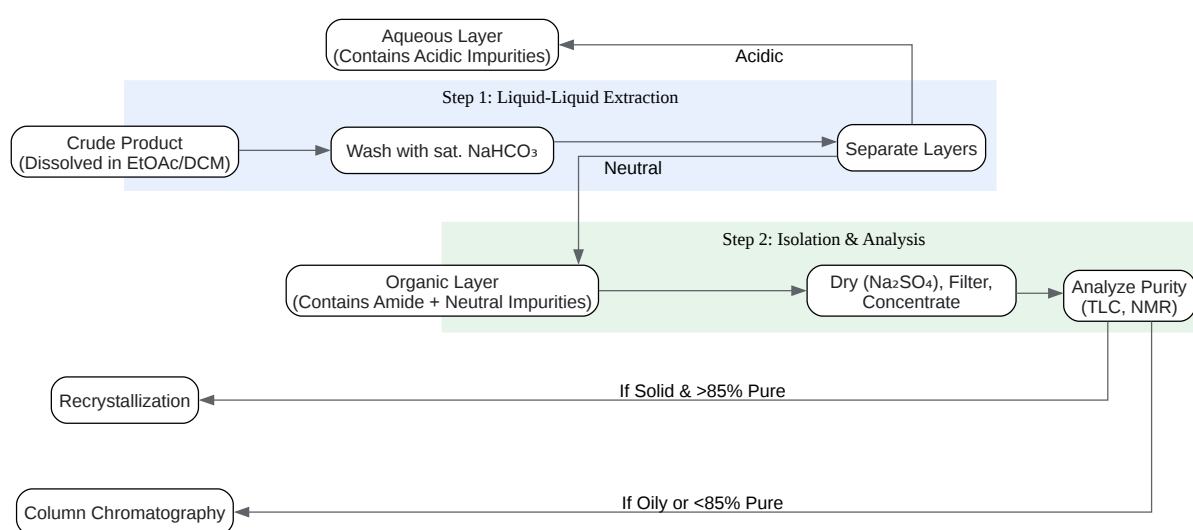 Aqueous Layer
(Contains Acidic Impurities)
Acidic
Step 1: Liquid-Liquid Extraction
Crude Product
(Dissolved in EtOAc/DCM)
Wash with sat. NaHCO₃
Separate Layers
Neutral
Step 2: Isolation & Analysis
Organic Layer
(Contains Amide + Neutral Impurities)
Dry (Na₂SO₄), Filter,
Concentrate
Analyze Purity
(TLC, NMR)
If Solid & >85% Pure
Recrystallization
If Oily or <85% Pure
Column Chromatography